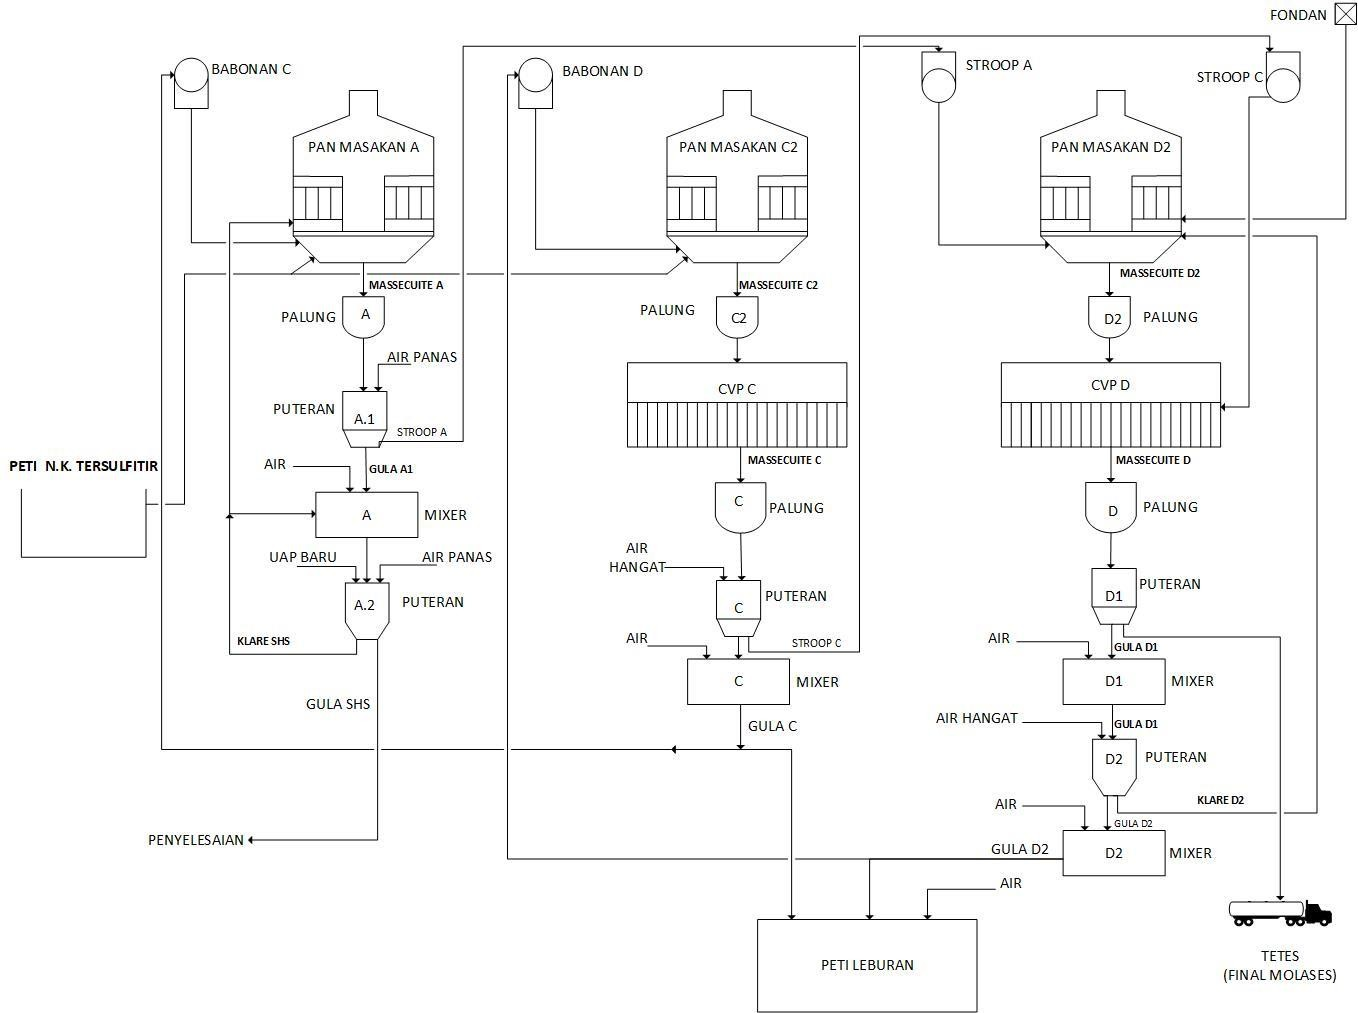 FONDAN
BABONAN C
BABONAN D
STROOP A
STROOP C
PAN MASAKAN A
PAN MASAKAN C2
PAN MASAKAN D2
MASSECUITE A
MASSECUITE C2
MASSECUITE D2
PALUNG
A
PALUNG
C2
D2
PALUNG
AIR PANAS
CVP C
CVP D
PUTERAN
A.1
STROOP A
PETI N.K. TERSULFITIR
AIR
GULA A1
MASSECUITE C
MASSECUITE D
A
MIXER
C
PALUNG
D
PALUNG
UAP BARU
AIR PANAS
AIR
HANGAT
A.2
PUTERAN
C
PUTERAN
D1
PUTERAN
KLARE SHS
AIR
STROOP C
AIR
GULA D1
GULA SHS
C
MIXER
D1
MIXER
GULA C
AIR HANGAT
GULA D1
D2
PUTERAN
AIR
KLARE D2
GULA D2
PENYELESAIAN
GULA D2
D2
MIXER
AIR
PETI LEBURAN
TETES
(FINAL MOLASES)